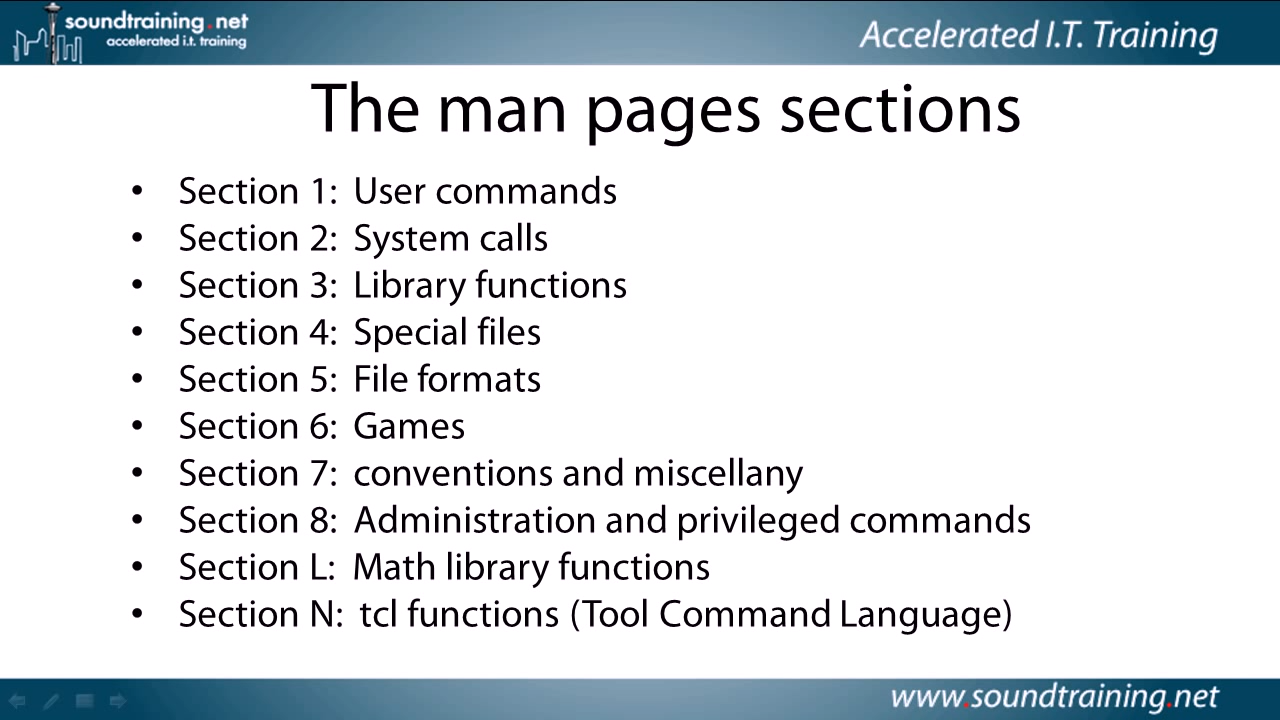 soundtraining.net
accelerated i.t. training
Accelerated I.T. Training
The man pages sections
• Section 1: User commands
• Section 2: System calls
• Section 3: Library functions
• Section 4: Special files
• Section 5: File formats
• Section 6: Games
• Section 7: conventions and miscellany
• Section 8: Administration and privileged commands
• Section L: Math library functions
• Section N: tcl functions (Tool Command Language)
www.soundtraining.net